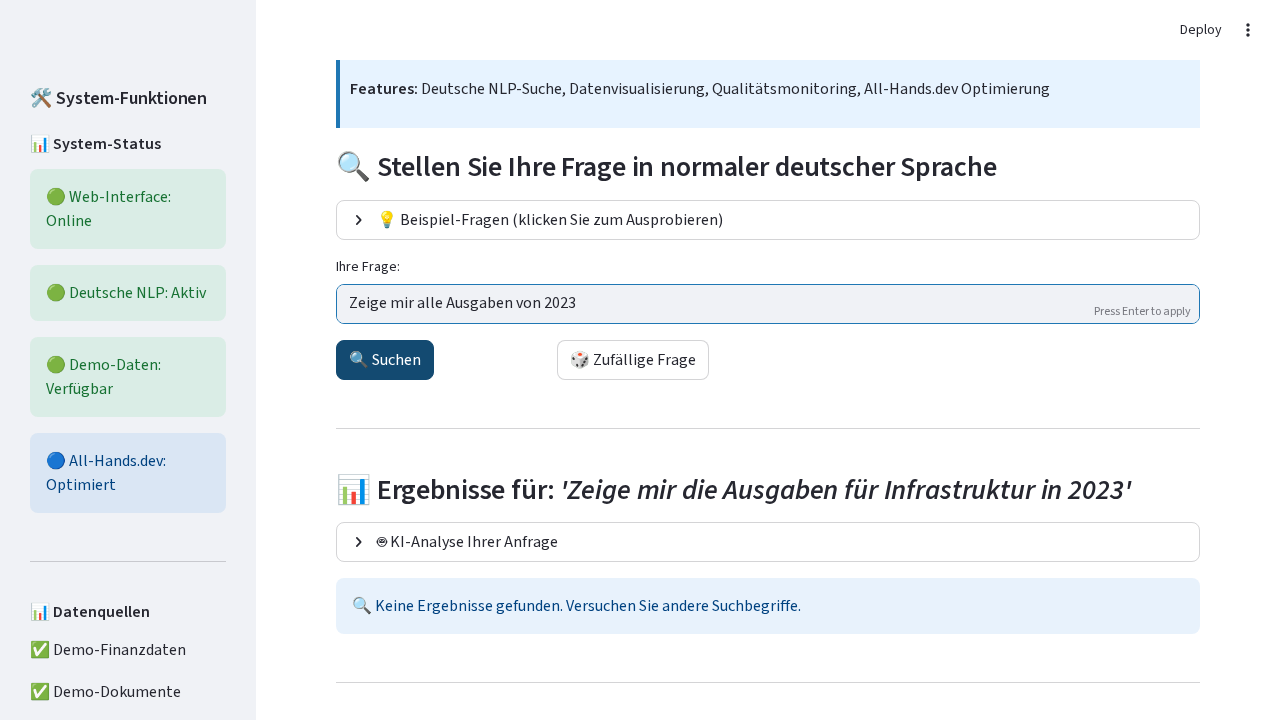 Deploy
🛠️ System-Funktionen
📊 System-Status
🟢 Web-Interface:
Online
🟢 Deutsche NLP: Aktiv
🟢 Demo-Daten:
Verfügbar
🔵 All-Hands.dev:
Optimiert
📊 Datenquellen
✅ Demo-Finanzdaten
✅ Demo-Dokumente
Features: Deutsche NLP-Suche, Datenvisualisierung, Qualitätsmonitoring, All-Hands.dev Optimierung
🔍 Stellen Sie Ihre Frage in normaler deutscher Sprache
💡 Beispiel-Fragen (klicken Sie zum Ausprobieren)
Ihre Frage:
Zeige mir alle Ausgaben von 2023
Press Enter to apply
🔍 Suchen
🎲 Zufällige Frage
📊 Ergebnisse für: 'Zeige mir die Ausgaben für Infrastruktur in 2023'
KI-Analyse Ihrer Anfrage
🔍 Keine Ergebnisse gefunden. Versuchen Sie andere Suchbegriffe.